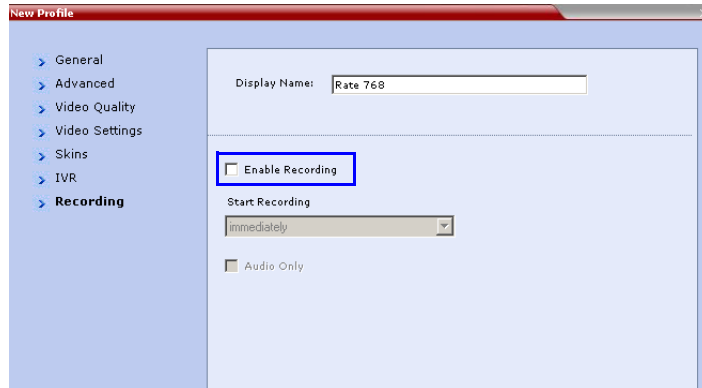 New Profile
General
Advanced
Video Quality
Video Settings
Skins
IVR
Recording
Display Name: Rate 768
Enable Recording
Start Recording
immediately
Audio Only